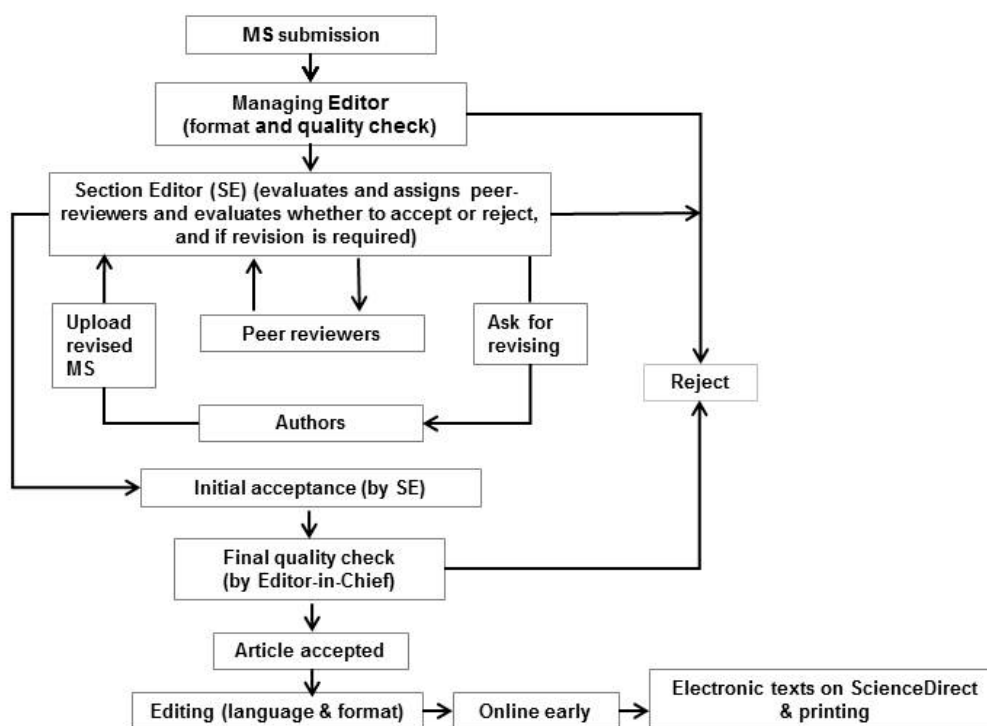 MS submission
Managing Editor
(format and quality check)
Section Editor (SE) (evaluates and assigns peer-
reviewers and evaluates whether to accept or reject,
and if revision is required)
Upload
revised
MS
Peer reviewers
Ask for
revising
Reject
Authors
Initial acceptance (by SE)
Final quality check
(by Editor-in-Chief)
Article accepted
Editing (language & format)
Online early
Electronic texts on ScienceDirect
& printing